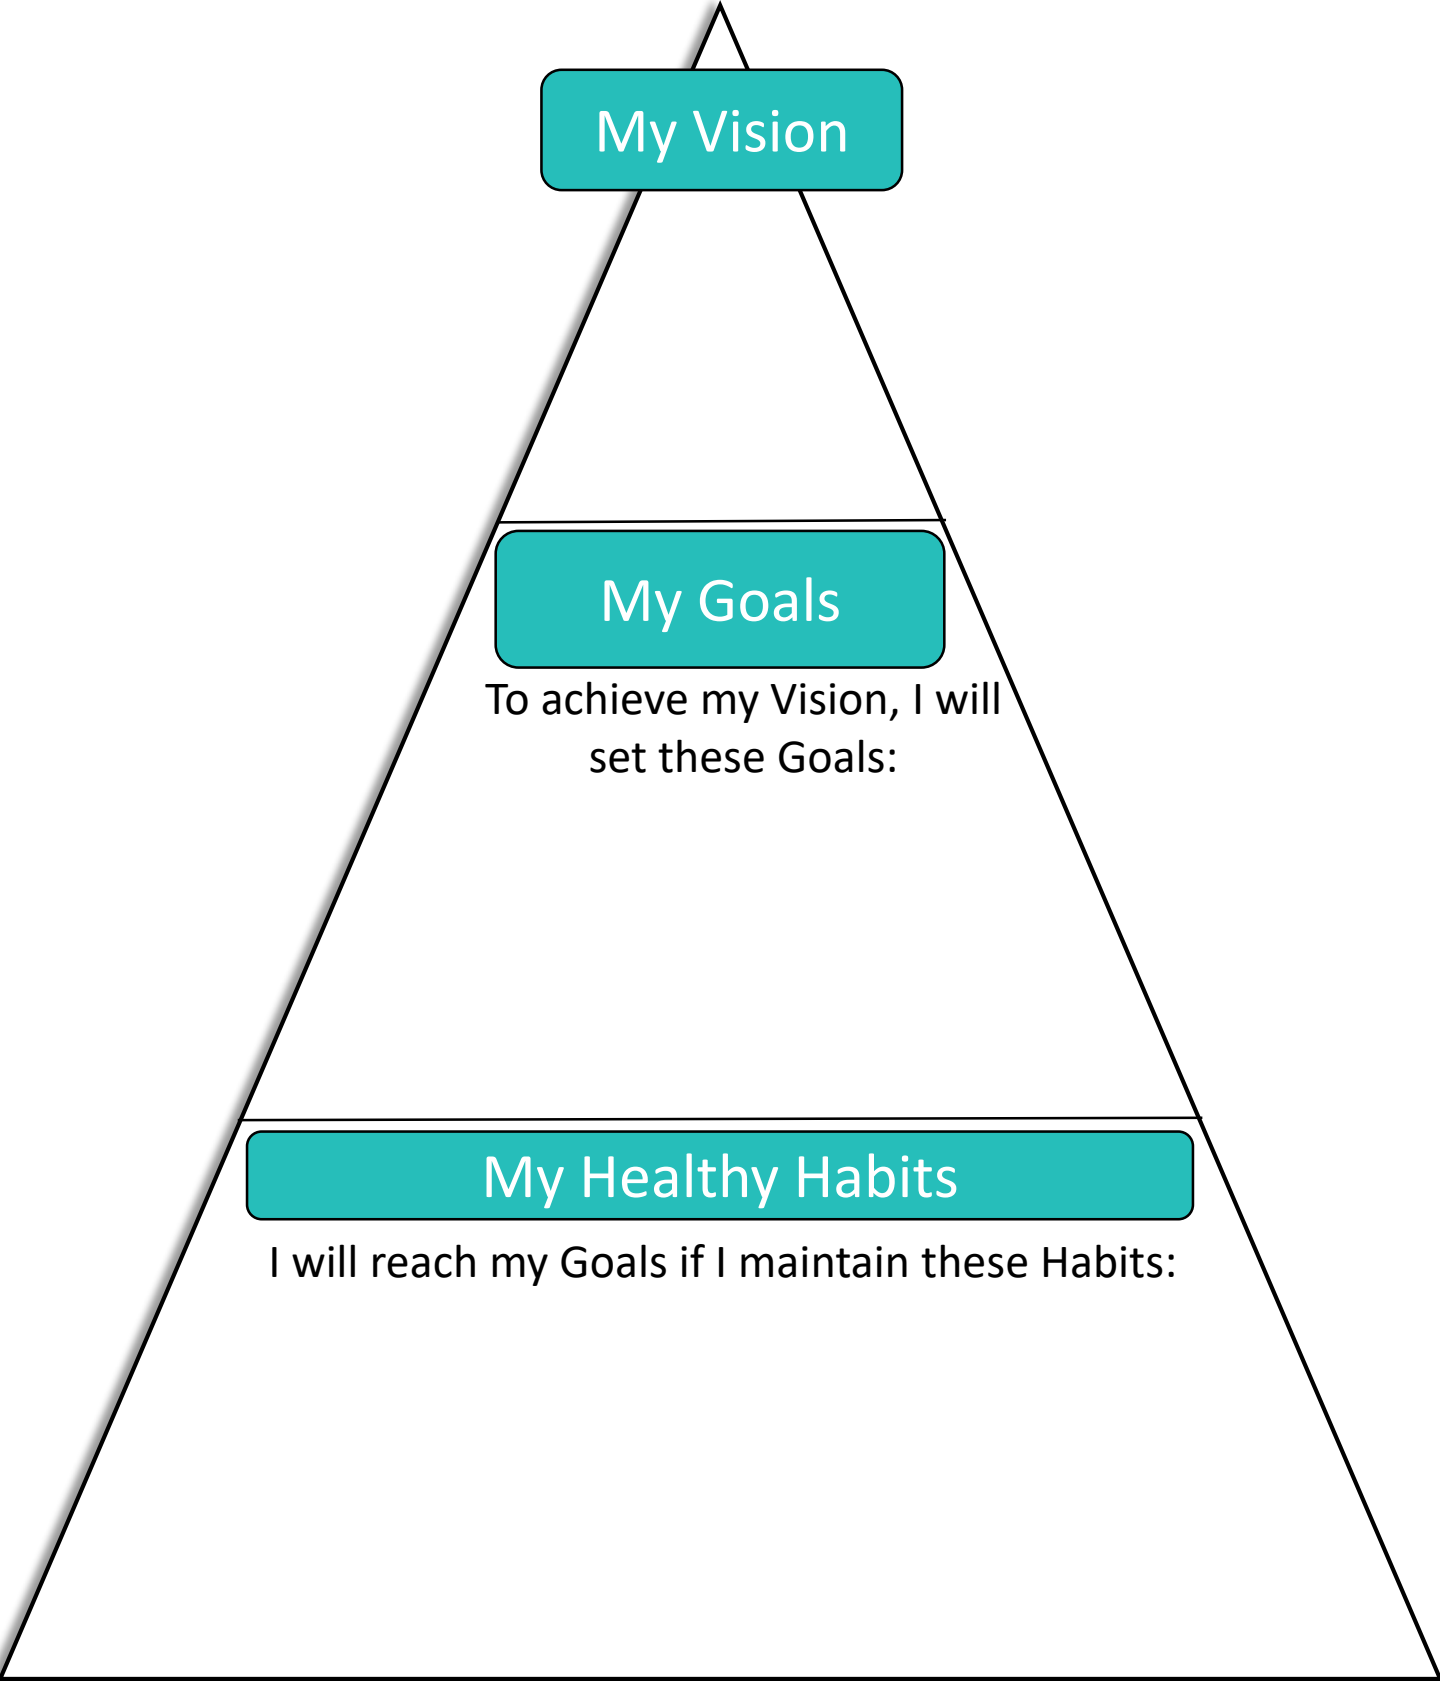 My Vision
My Goals
To achieve my Vision, I will
set these Goals:
My Healthy Habits
I will reach my Goals if I maintain these Habits: